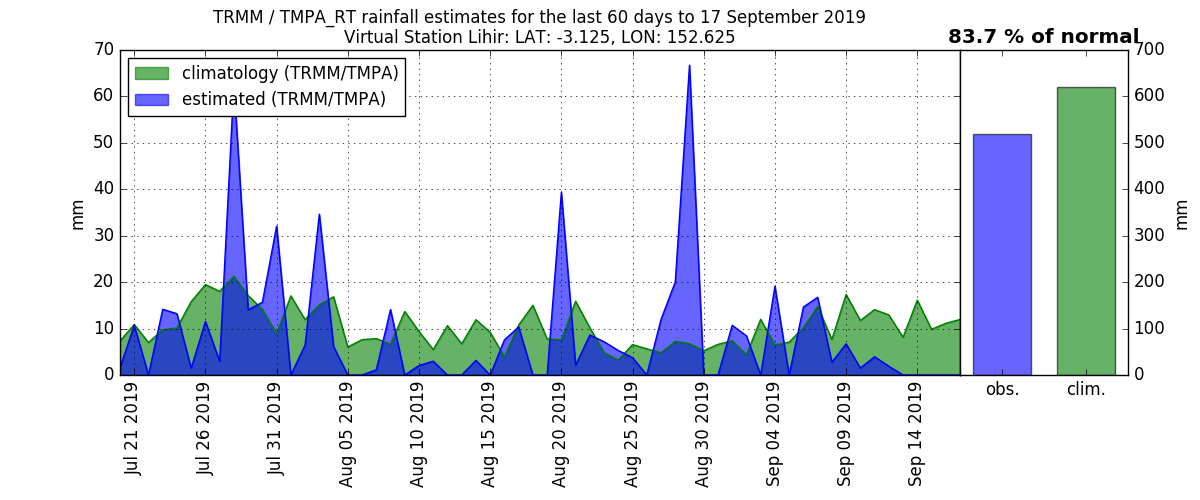 TRMM / TMPA_RT rainfall estimates for the last 60 days to 17 September 2019
Virtual Station Lihir: LAT: -3.125, LON: 152.625
83.7 % of normal
climatology (TRMM/TMPA)
estimated (TRMM/TMPA)
mm
70
60
50
40
30
20
10
0
Jul 21 2019
Jul 26 2019
Jul 31 2019
Aug 05 2019
Aug 10 2019
Aug 15 2019
Aug 20 2019
Aug 25 2019
Aug 30 2019
Sep 04 2019
Sep 09 2019
Sep 14 2019
obs.
clim.
700
600
500
400
300
200
100
0
mm